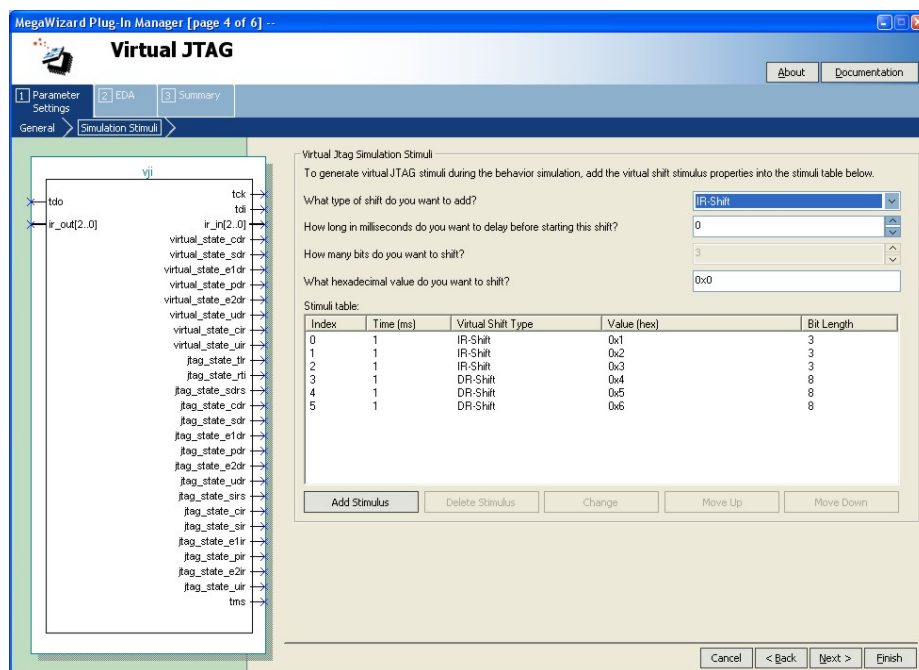 MegaWizard Plug-In Manager [page 4 of 6] --
Virtual JTAG
About
Documentation
1 Parameter Settings
2 EDA
3 Summary
General
Simulation Stimuli
vji
tdo
ir_out[2..0]
tck
tdi
ir_in[2..0]
virtual_state_cdr
virtual_state_sdr
virtual_state_e1dr
virtual_state_pdr
virtual_state_e2dr
virtual_state_udr
virtual_state_cir
virtual_state_uir
jtag_state_tlr
jtag_state_rti
jtag_state_sdrs
jtag_state_cdr
jtag_state_sdr
jtag_state_e1dr
jtag_state_pdr
jtag_state_e2dr
jtag_state_udr
jtag_state_sirs
jtag_state_cir
jtag_state_sir
jtag_state_e1ir
jtag_state_pir
jtag_state_e2ir
jtag_state_uir
tms
Virtual Jtag Simulation Stimuli
To generate virtual JTAG stimuli during the behavior simulation, add the virtual shift stimulus properties into the stimuli table below.
What type of shift do you want to add? IR-Shift
How long in milliseconds do you want to delay before starting this shift? 0
How many bits do you want to shift? 3
What hexadecimal value do you want to shift? 0x0
Stimuli table:
Index Time (ms) Virtual Shift Type Value (hex) Bit Length
0 1 IR-Shift 0x1 3
1 1 IR-Shift 0x2 3
2 1 IR-Shift 0x3 3
3 1 DR-Shift 0x4 8
4 1 DR-Shift 0x5 8
5 1 DR-Shift 0x6 8
Add Stimulus Delete Stimulus Change Move Up Move Down
Cancel < Back Next > Finish